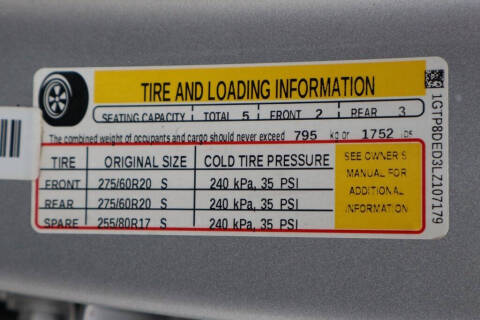 TIRE AND LOADING INFORMATION
SEATING CAPACITY TOTAL 5 FRONT 2 REAR 3
The combined weight of occupants and cargo should never exceed 795 kg or 1752 lbs
TIRE ORIGINAL SIZE COLD TIRE PRESSURE
FRONT 275/60R20 S 240 kPa, 35 PSI
REAR 275/60R20 S 240 kPa, 35 PSI
SPARE 255/80R17 S 240 kPa, 35 PSI
SEE OWNER'S
MANUAL FOR
ADDITIONAL
INFORMATION
1GTP8DED3LZ107179